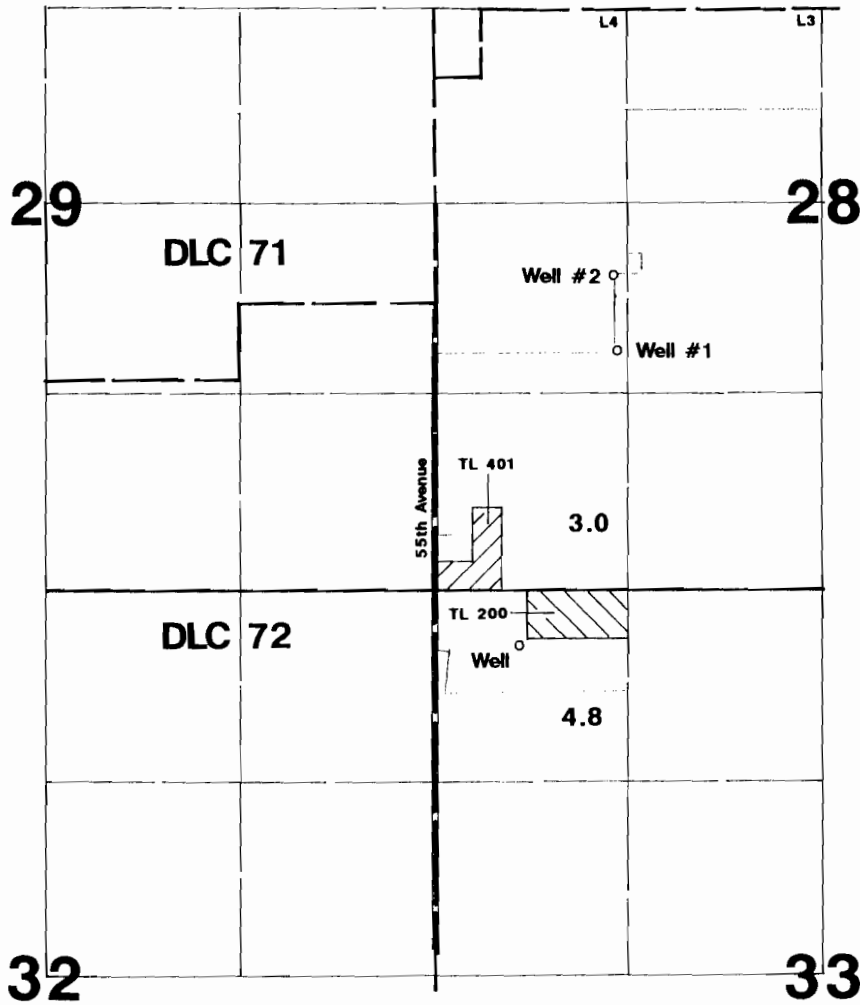 L4
L3
29
28
DLC 71
Well #2
Well #1
TL 401
55th Avenue
3.0
TL 200
DLC 72
Well
4.8
32
33